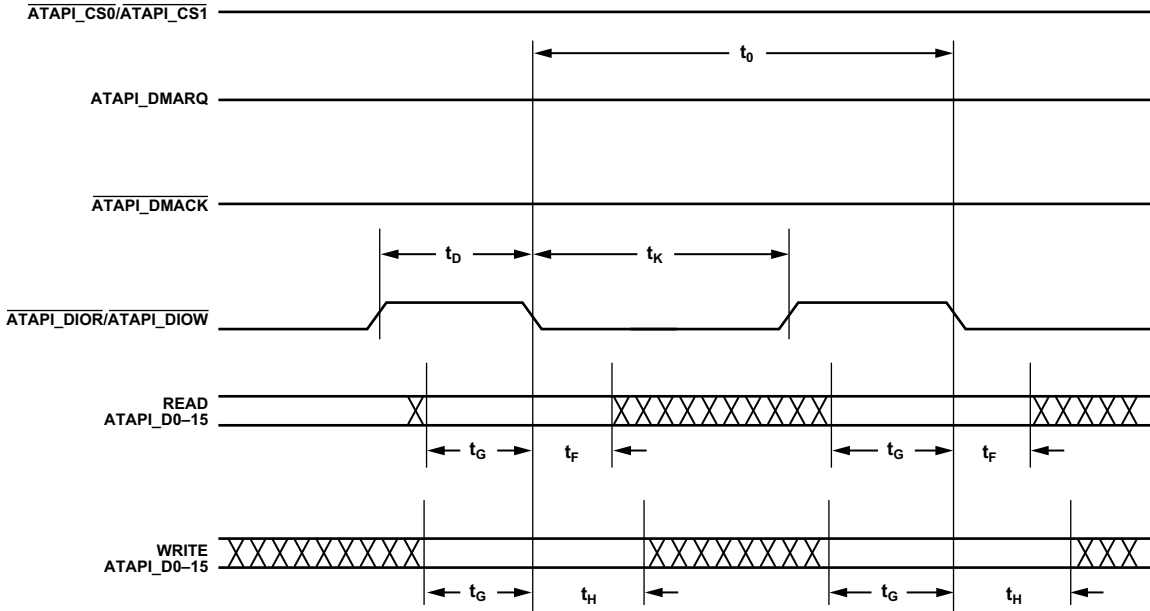 ATAPI_CS0/ATAPI_CS1
t0
ATAPI_DMARQ
ATAPI_DMACK
tD
tK
ATAPI_DIOR/ATAPI_DIOW
READ
ATAPI_D0–15
tG
tF
tG
tF
WRITE
ATAPI_D0–15
tG
tH
tG
tH